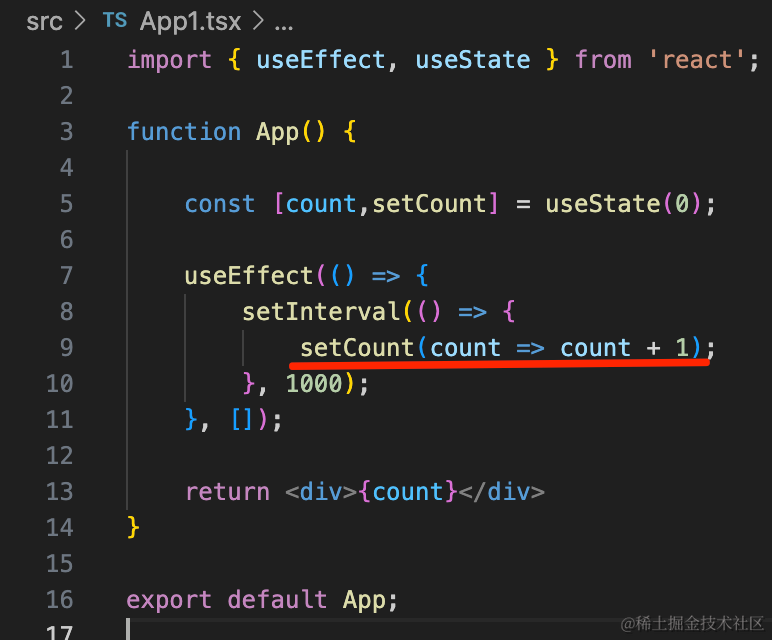 src > TS App1.tsx > ...
1 import { useEffect, useState } from 'react';
2
3 function App() {
4
5 const [count,setCount] = useState(0);
6
7 useEffect(() => {
8 setInterval(() => {
9 setCount(count => count + 1);
10 }, 1000);
11 }, []);
12
13 return <div>{count}</div>
14 }
15
16 export default App;
17
@稀土掘金技术社区